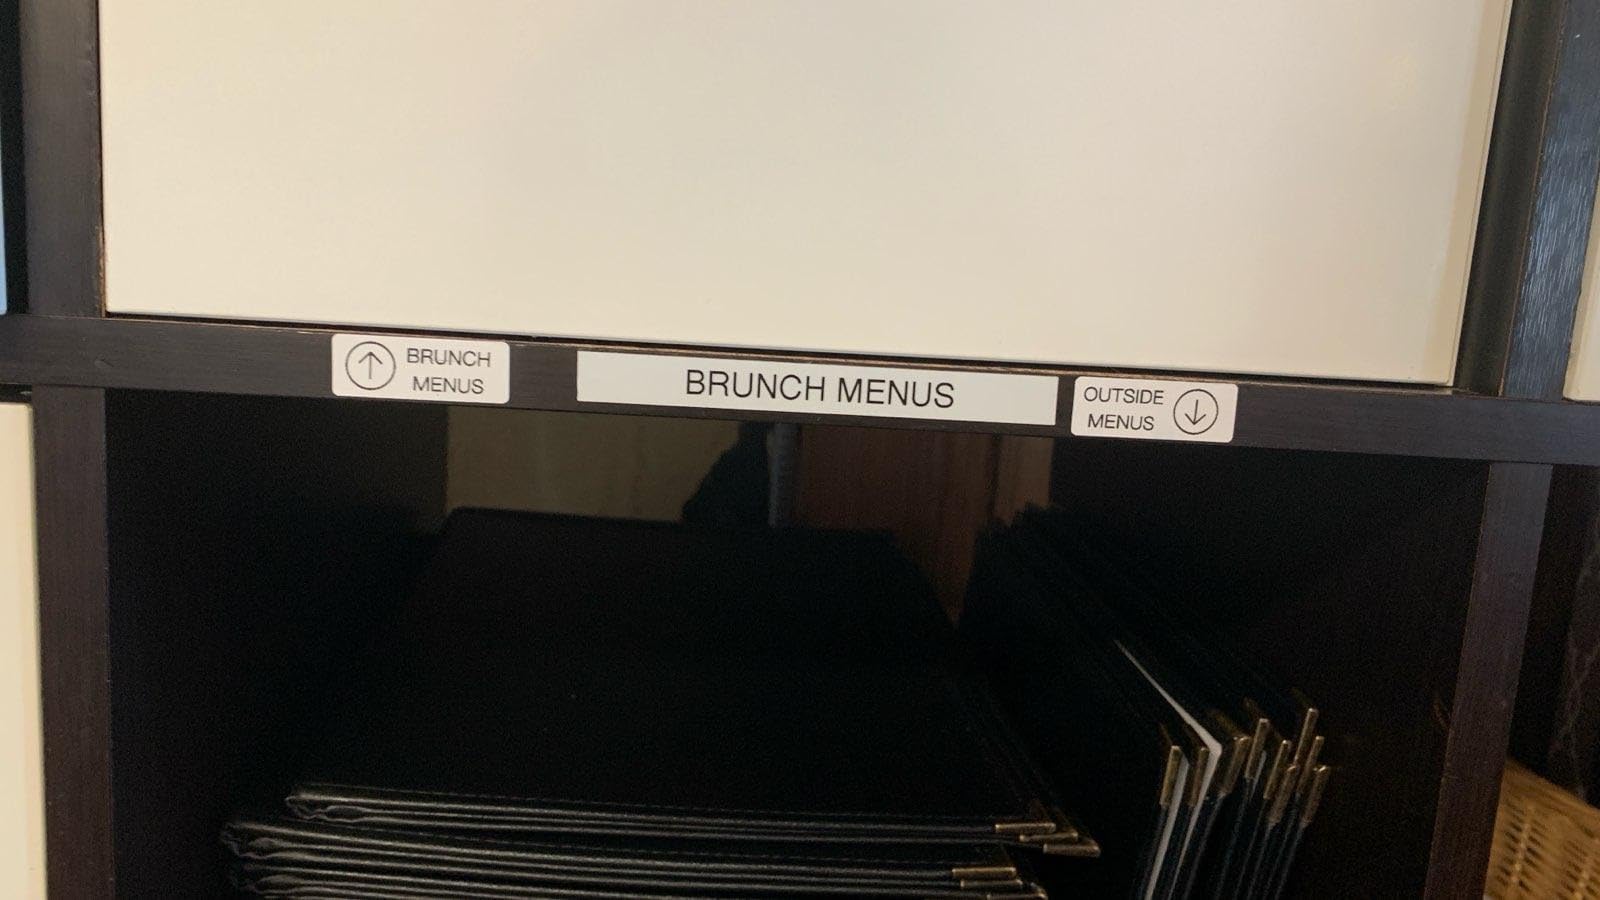 ↑ BRUNCH
MENUS
BRUNCH MENUS
OUTSIDE
MENUS ↓